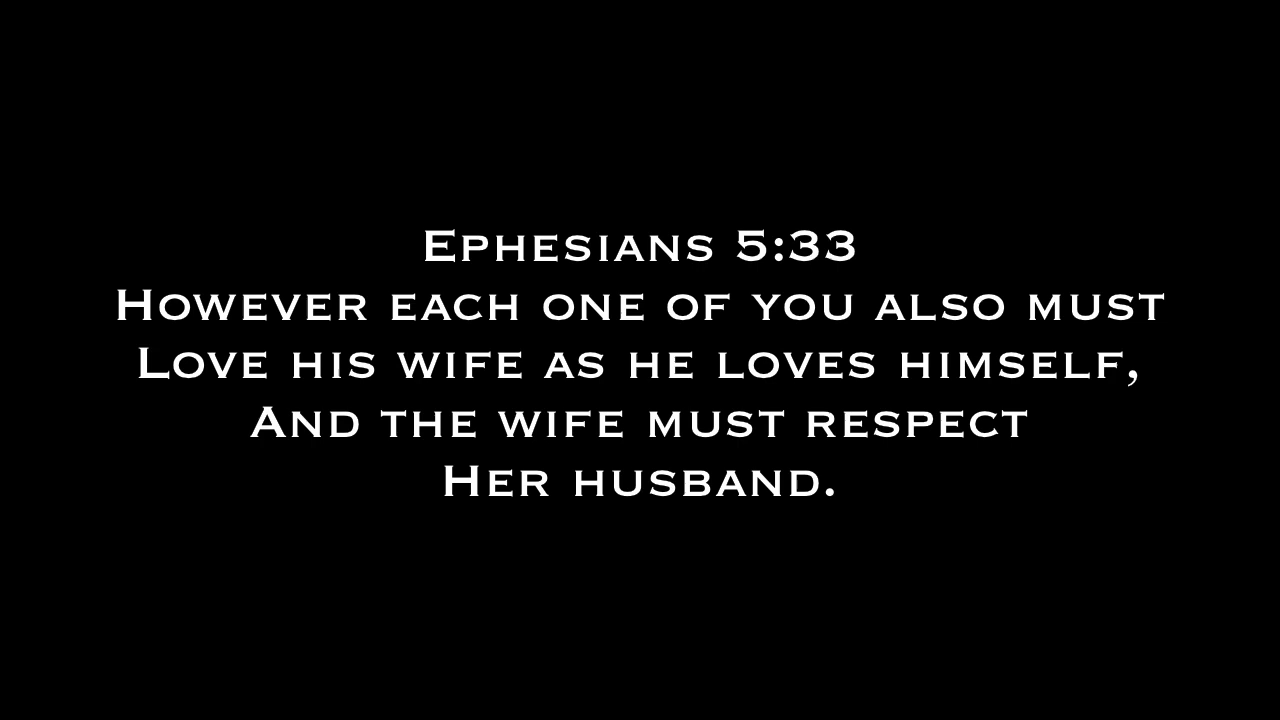 Ephesians 5:33
However each one of you also must
Love his wife as he loves himself,
And the wife must respect
Her husband.